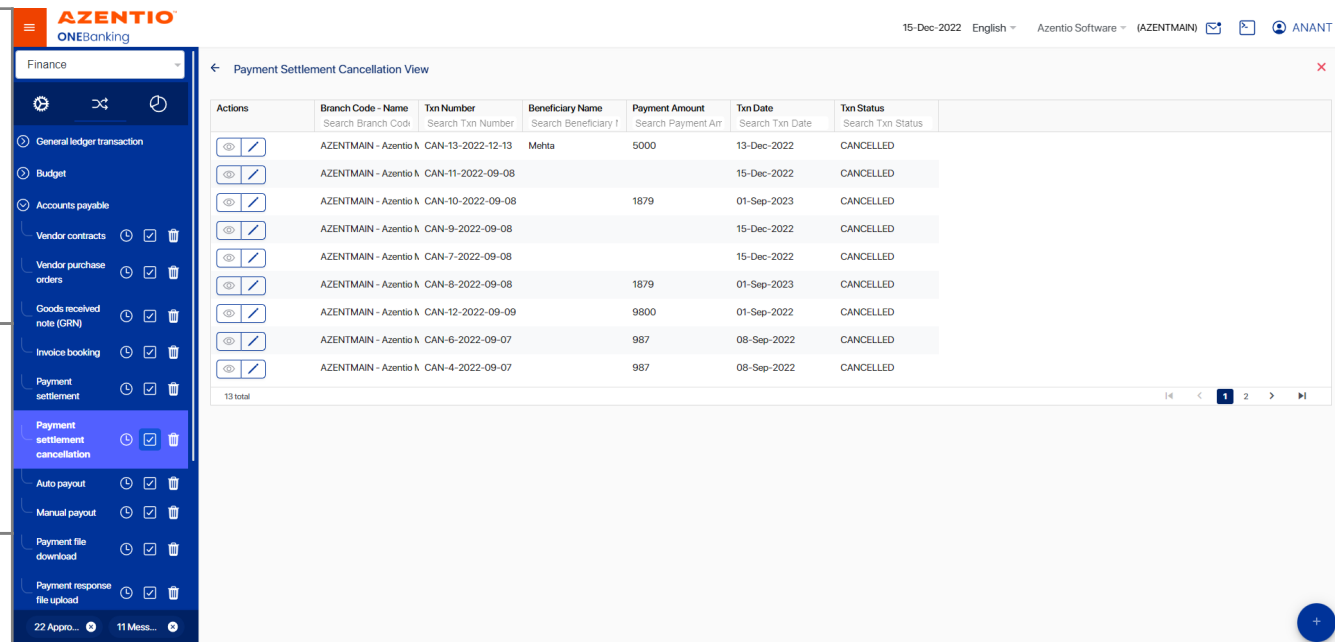 AZENTIO
ONEBanking
15-Dec-2022 English Azentio Software (AZENTMAIN) ANANT
Finance
Payment Settlement Cancellation View
General ledger transaction
Budget
Accounts payable
Vendor contracts
Vendor purchase
orders
Goods received
note (GRN)
Invoice booking
Payment
settlement
Payment
settlement
cancellation
Auto payout
Manual payout
Payment file
download
Payment response
file upload
22 Appro... 11 Mess...
Actions Branch Code - Name Txn Number Beneficiary Name Payment Amount Txn Date Txn Status
Search Branch Code Search Txn Number Search Beneficiary Search Payment Am Search Txn Date Search Txn Status
AZENTMAIN - Azentio CAN-13-2022-12-13 Mehta 5000 13-Dec-2022 CANCELLED
AZENTMAIN - Azentio CAN-11-2022-09-08 15-Dec-2022 CANCELLED
AZENTMAIN - Azentio CAN-10-2022-09-08 1879 01-Sep-2023 CANCELLED
AZENTMAIN - Azentio CAN-9-2022-09-08 15-Dec-2022 CANCELLED
AZENTMAIN - Azentio CAN-7-2022-09-08 15-Dec-2022 CANCELLED
AZENTMAIN - Azentio CAN-8-2022-09-08 1879 01-Sep-2023 CANCELLED
AZENTMAIN - Azentio CAN-12-2022-09-09 9800 01-Sep-2022 CANCELLED
AZENTMAIN - Azentio CAN-6-2022-09-07 987 08-Sep-2022 CANCELLED
AZENTMAIN - Azentio CAN-4-2022-09-07 987 08-Sep-2022 CANCELLED
13 total 1 2